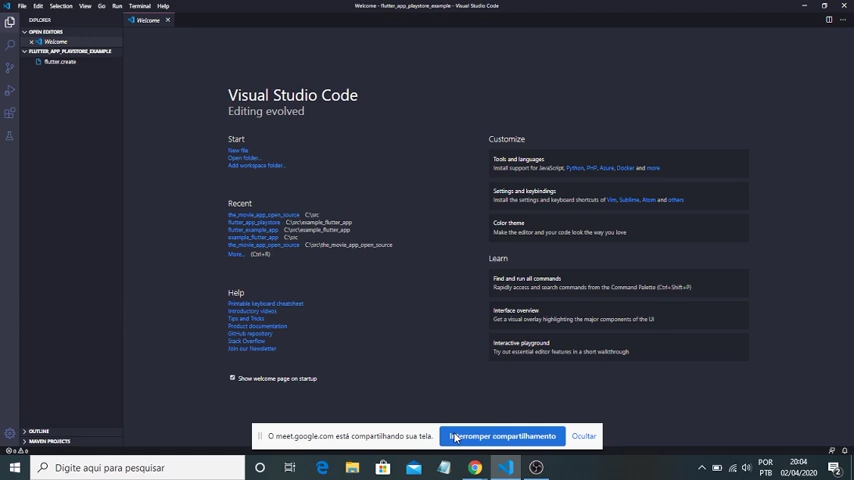 File Edit Selection View Go Run Terminal Help
Welcome - flutter_app_playstore_example - Visual Studio Code
EXPLORER
Welcome
OPEN EDITORS
Welcome
FLUTTER_APP_PLAYSTORE_EXAMPLE
flutter.create
Visual Studio Code
Editing evolved
Start
New file
Open folder...
Add workspace folder...
Recent
the_movie_app_open_source C:\src
flutter_app_playstore C:\src\example_flutter_app
flutter_example_app C:\src\example_flutter_app
example_flutter_app C:\src
the_movie_app_open_source C:\src\the_movie_app_open_source
More... (Ctrl+R)
Help
Printable keyboard cheatsheet
Introductory videos
Tips and Tricks
Product documentation
GitHub repository
Stack Overflow
Join our Newsletter
Show welcome page on startup
Customize
Tools and languages
Install support for JavaScript, Python, PHP, Azure, Docker and more
Settings and keybindings
Install the settings and keyboard shortcuts of Vim, Sublime, Atom and others
Color theme
Make the editor and your code look the way you love
Learn
Find and run all commands
Rapidly access and search commands from the Command Palette (Ctrl+Shift+P)
Interface overview
Get a visual overlay highlighting the major components of the UI
Interactive playground
Try out essential editor features in a short walkthrough
OUTLINE
MAVEN PROJECTS
O meet.google.com está compartilhando sua tela. Interromper compartilhamento Ocultar
0 0
Digite aqui para pesquisar
POR
PTB
20:04
02/04/2020
2